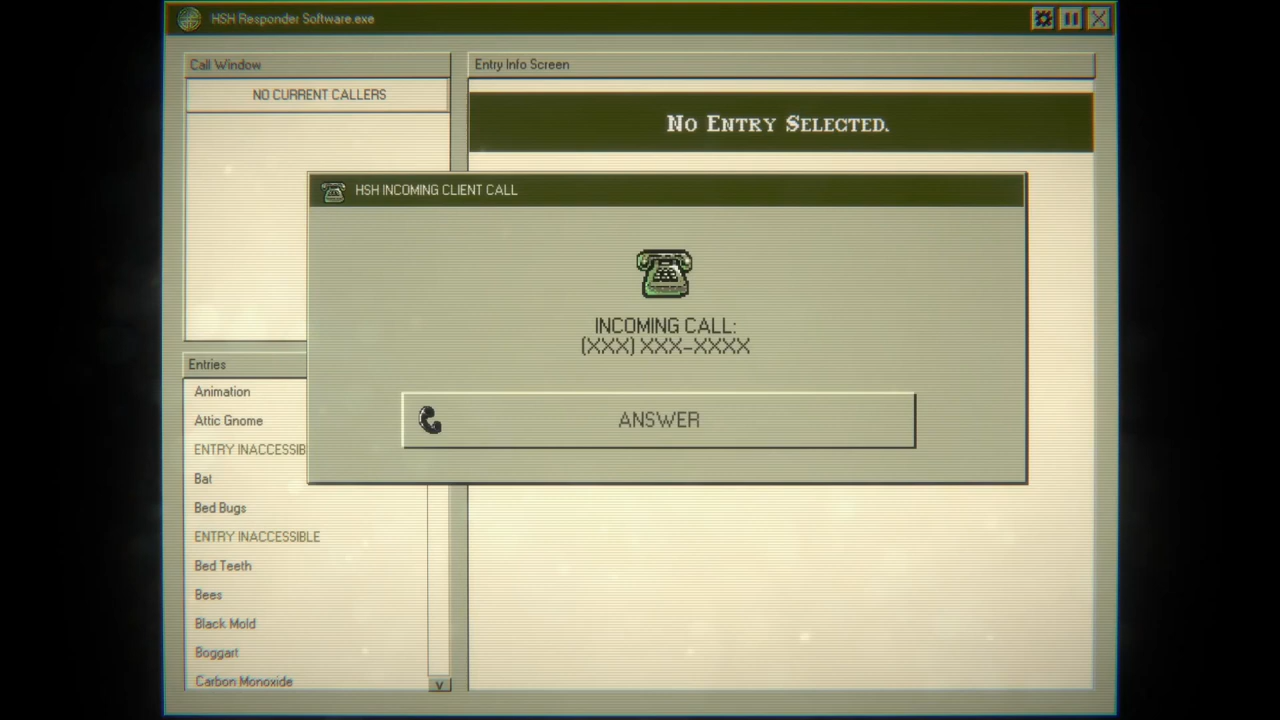 HSH Responder Software.exe
Call Window
NO CURRENT CALLERS
Entry Info Screen
No Entry Selected.
HSH INCOMING CLIENT CALL
INCOMING CALL:
(XXX) XXX-XXXX
ANSWER
Entries
Animation
Attic Gnome
ENTRY INACCESSIB
Bat
Bed Bugs
ENTRY INACCESSIBLE
Bed Teeth
Bees
Black Mold
Boggart
Carbon Monoxide